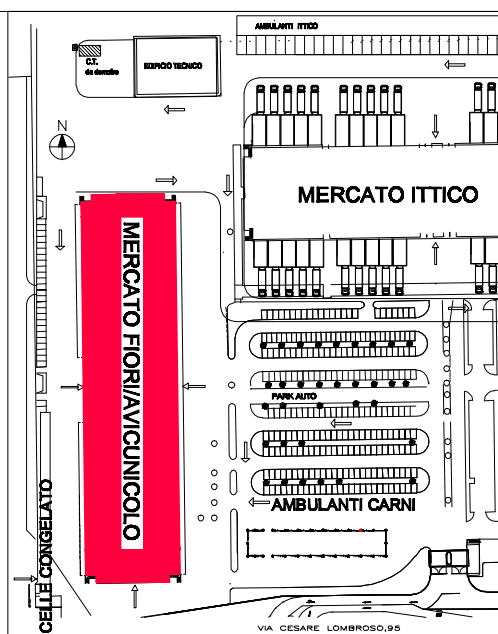 AMBULANTI ITTICO
C.T.
da demolire
EDIFICIO TECNICO
N
MERCATO ITTICO
MERCATO FIORI/AVICUNICOLO
PARK AUTO
AMBULANTI CARNI
CELLE CONGELATO
VIA CESARE LOMBROSO,95